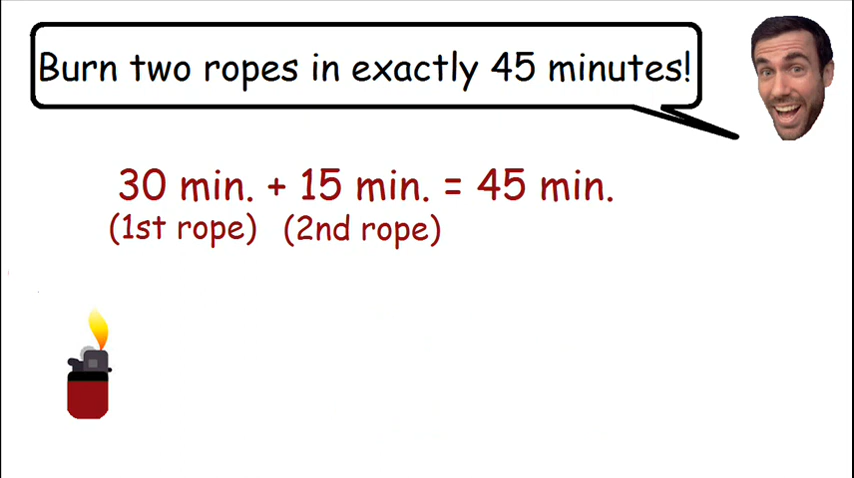 Burn two ropes in exactly 45 minutes!
30 min. + 15 min. = 45 min.
(1st rope) (2nd rope)